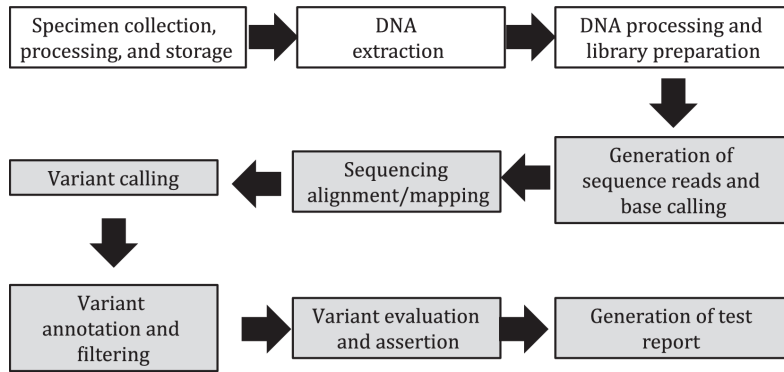 Specimen collection,
processing, and storage
DNA
extraction
DNA processing and
library preparation
Generation of
sequence reads and
base calling
Sequencing
alignment/mapping
Variant calling
Variant
annotation and
filtering
Variant evaluation
and assertion
Generation of test
report